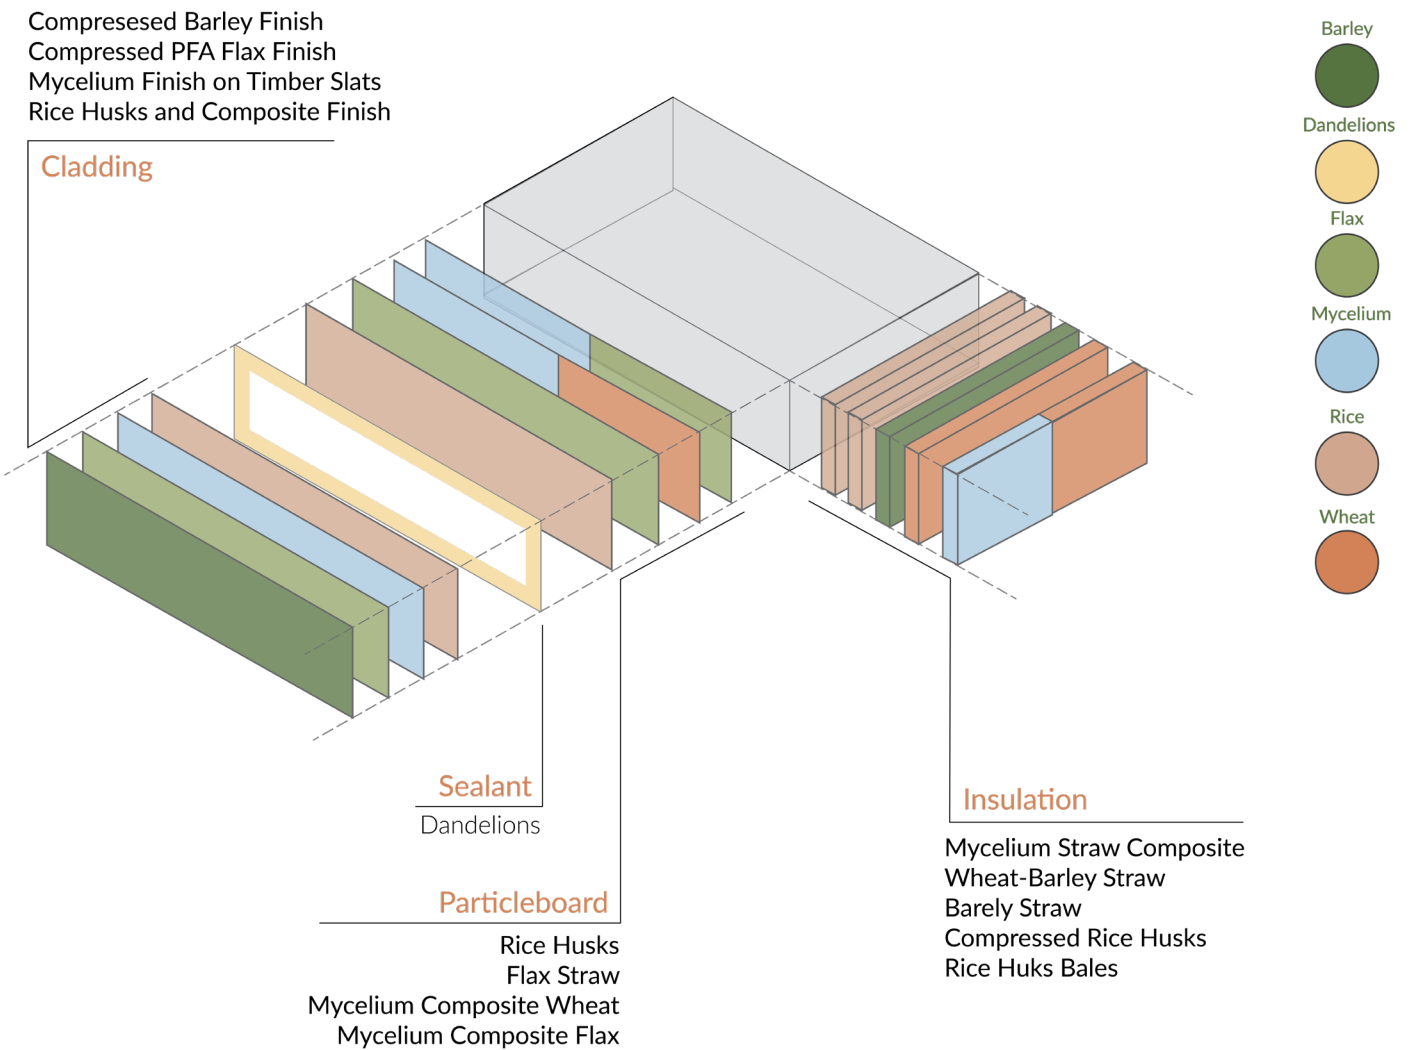 Compresesed Barley Finish
Compressed PFA Flax Finish
Mycelium Finish on Timber Slats
Rice Husks and Composite Finish
Cladding
Barley
Dandelions
Flax
Mycelium
Rice
Wheat
Sealant
Dandelions
Particleboard
Rice Husks
Flax Straw
Mycelium Composite Wheat
Mycelium Composite Flax
Insulation
Mycelium Straw Composite
Wheat-Barley Straw
Barely Straw
Compressed Rice Husks
Rice Huks Bales